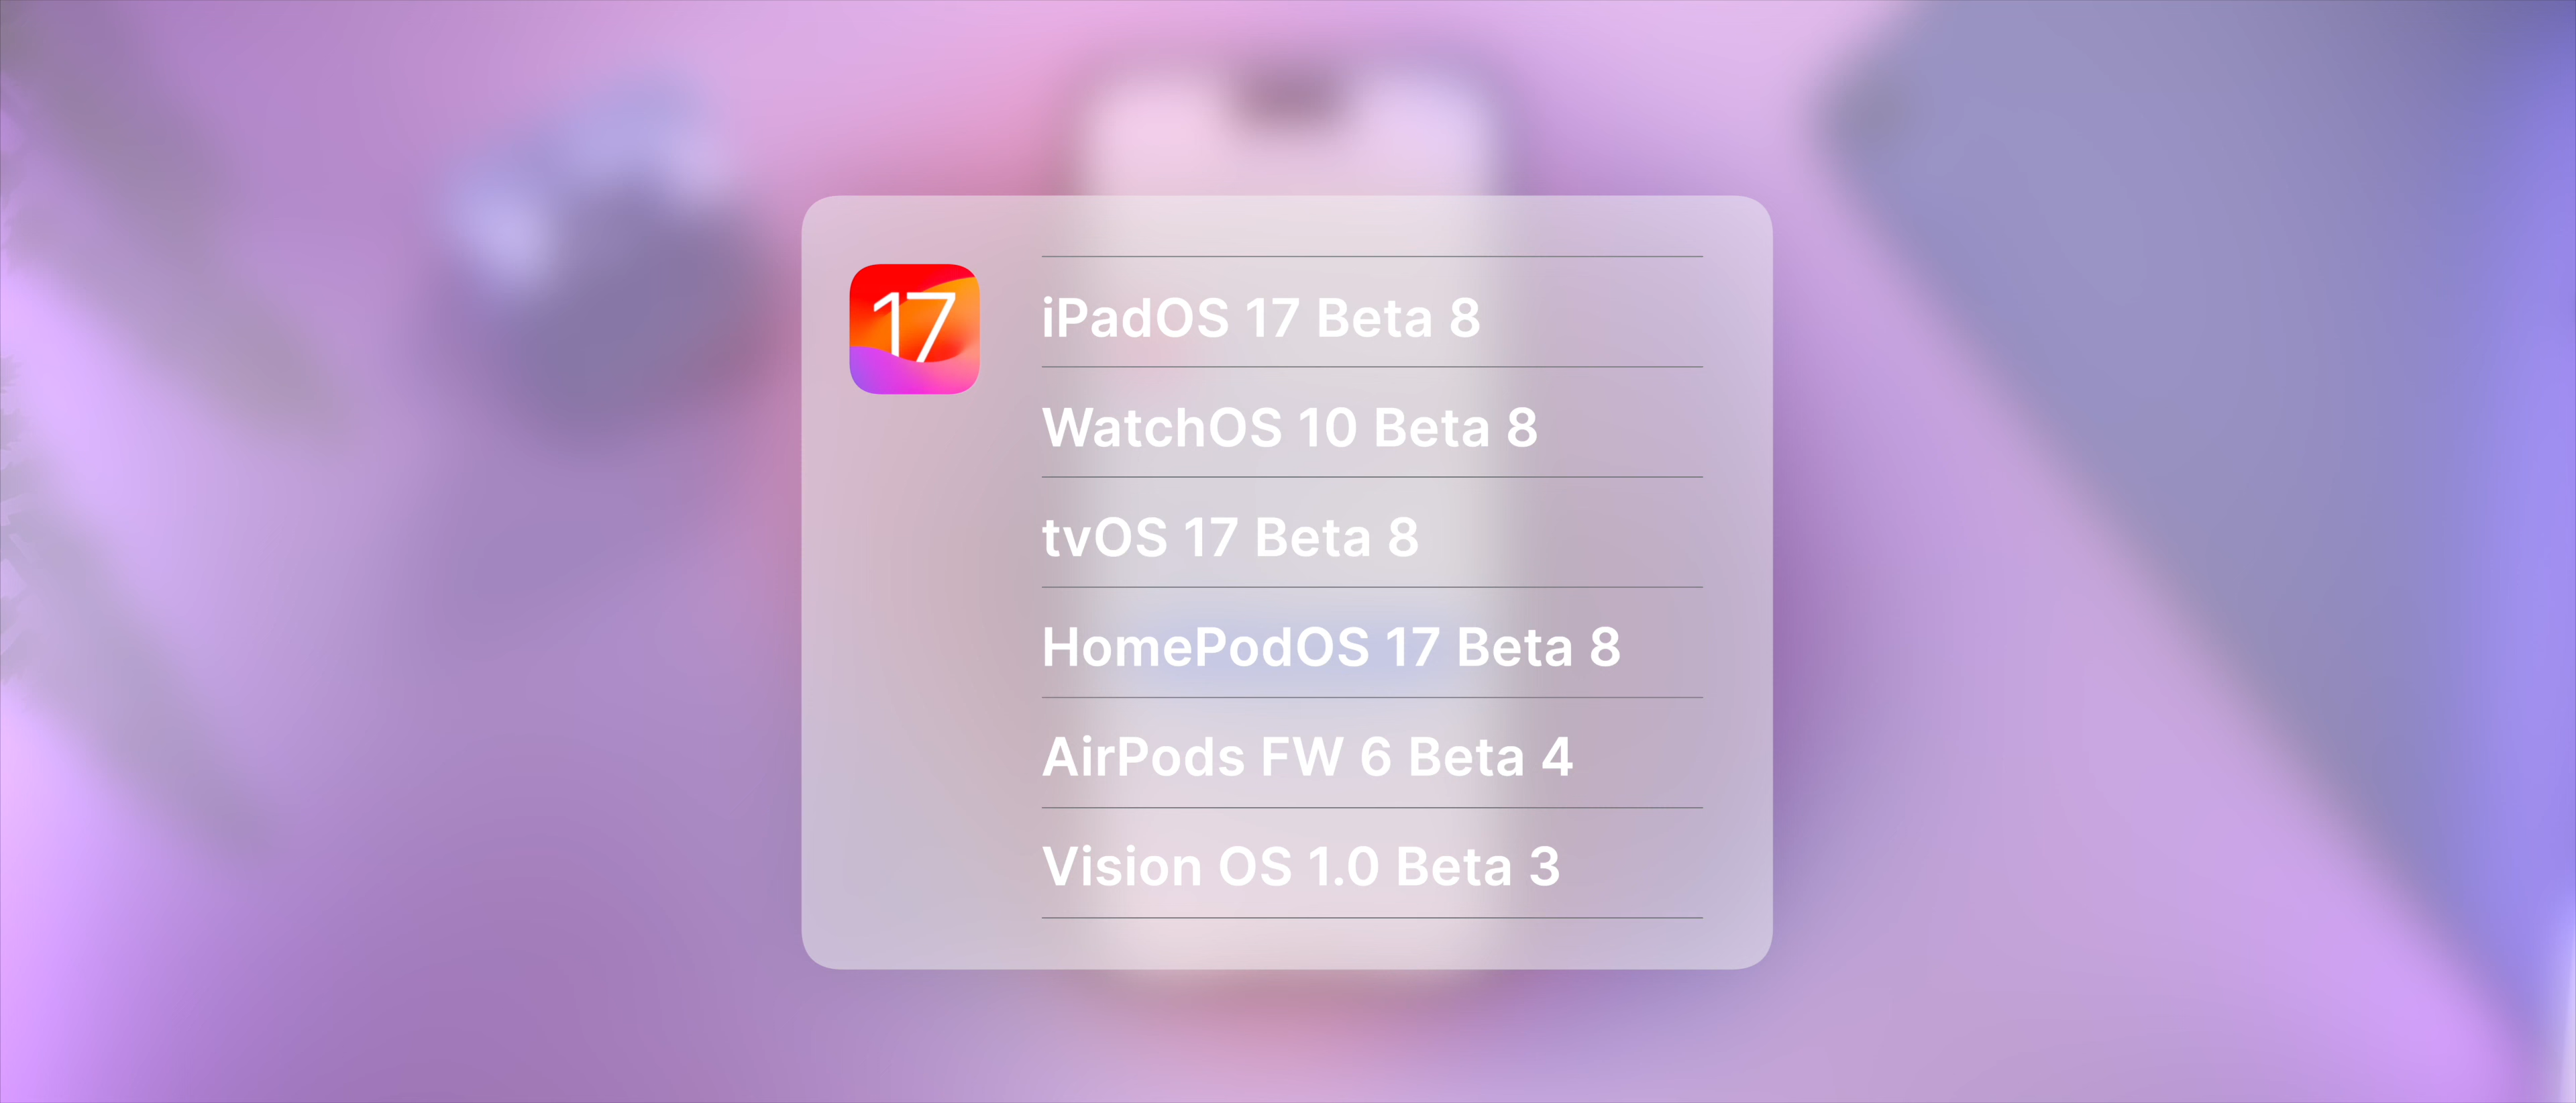 17
iPadOS 17 Beta 8
WatchOS 10 Beta 8
tvOS 17 Beta 8
HomePodOS 17 Beta 8
AirPods FW 6 Beta 4
Vision OS 1.0 Beta 3